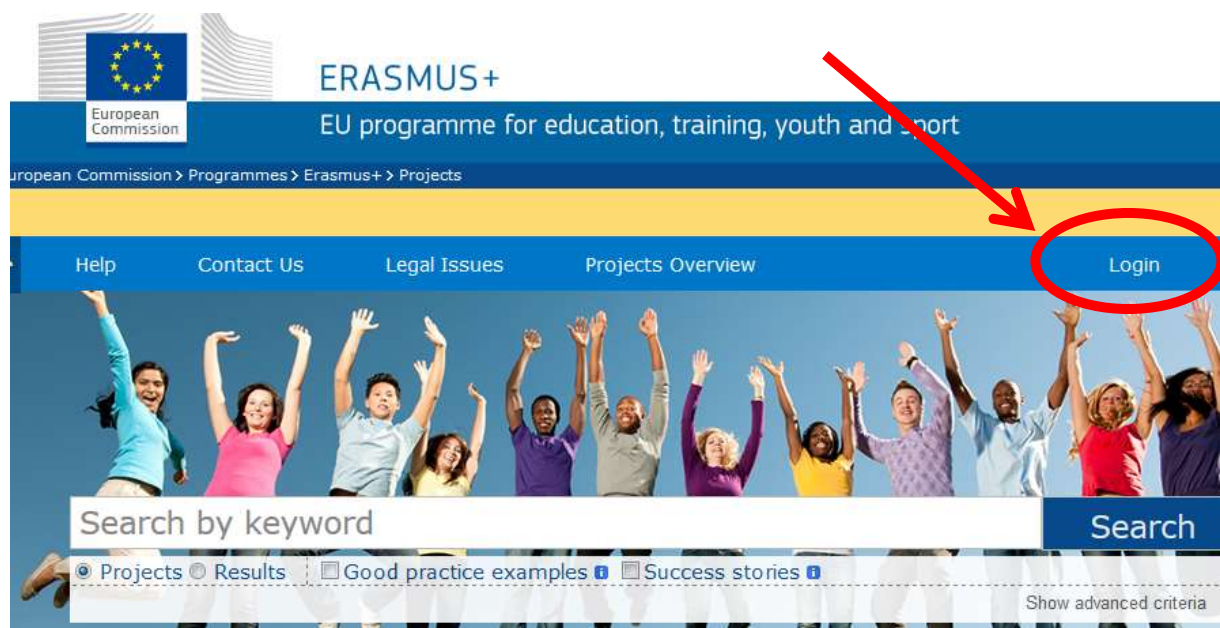 ERASMUS+
European
Commission
EU programme for education, training, youth and sport
uropean Commission > Programmes > Erasmus+ > Projects
Help Contact Us Legal Issues Projects Overview Login
Search by keyword Search
Projects Results Good practice examples i Success stories i
Show advanced criteria